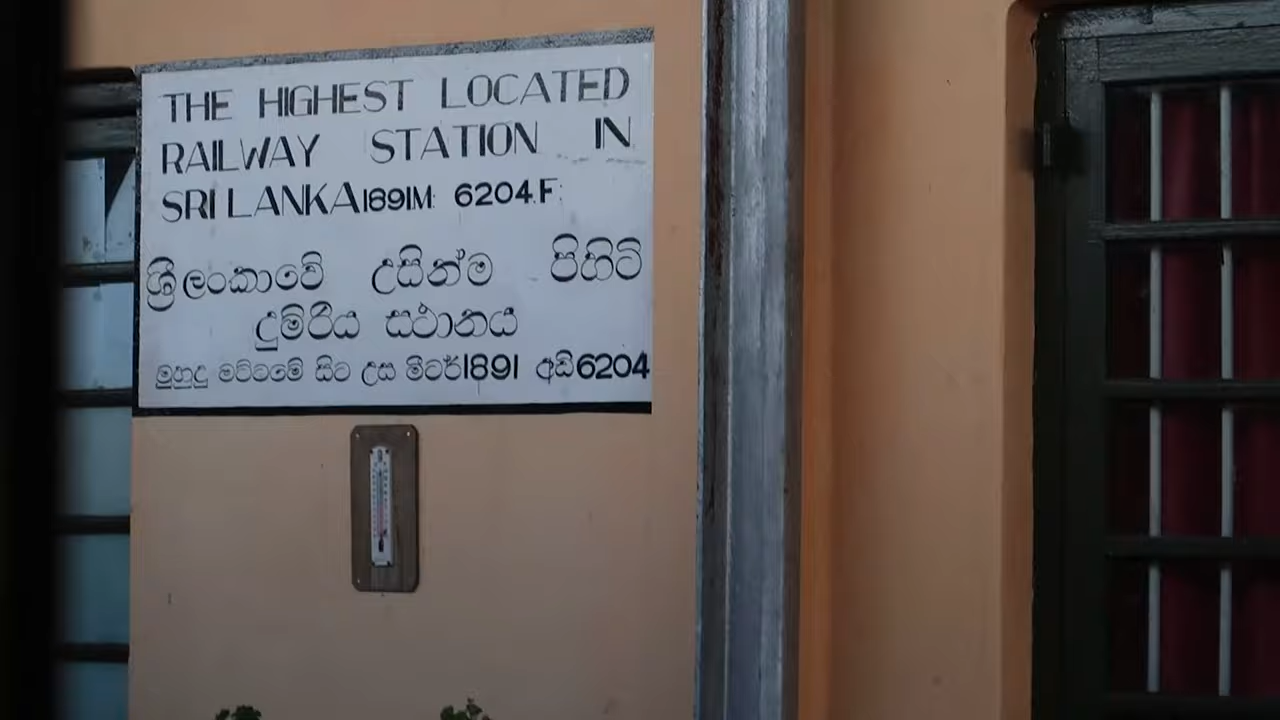 THE HIGHEST LOCATED
RAILWAY STATION IN
SRI LANKA 1891M. 6204.F.
ශ්‍රී ලංකාවේ උසින්ම පිහිටි
දුම්රිය ස්ථානය
මුහුදු මට්ටමේ සිට උස මීටර් 1891 අඩි 6204